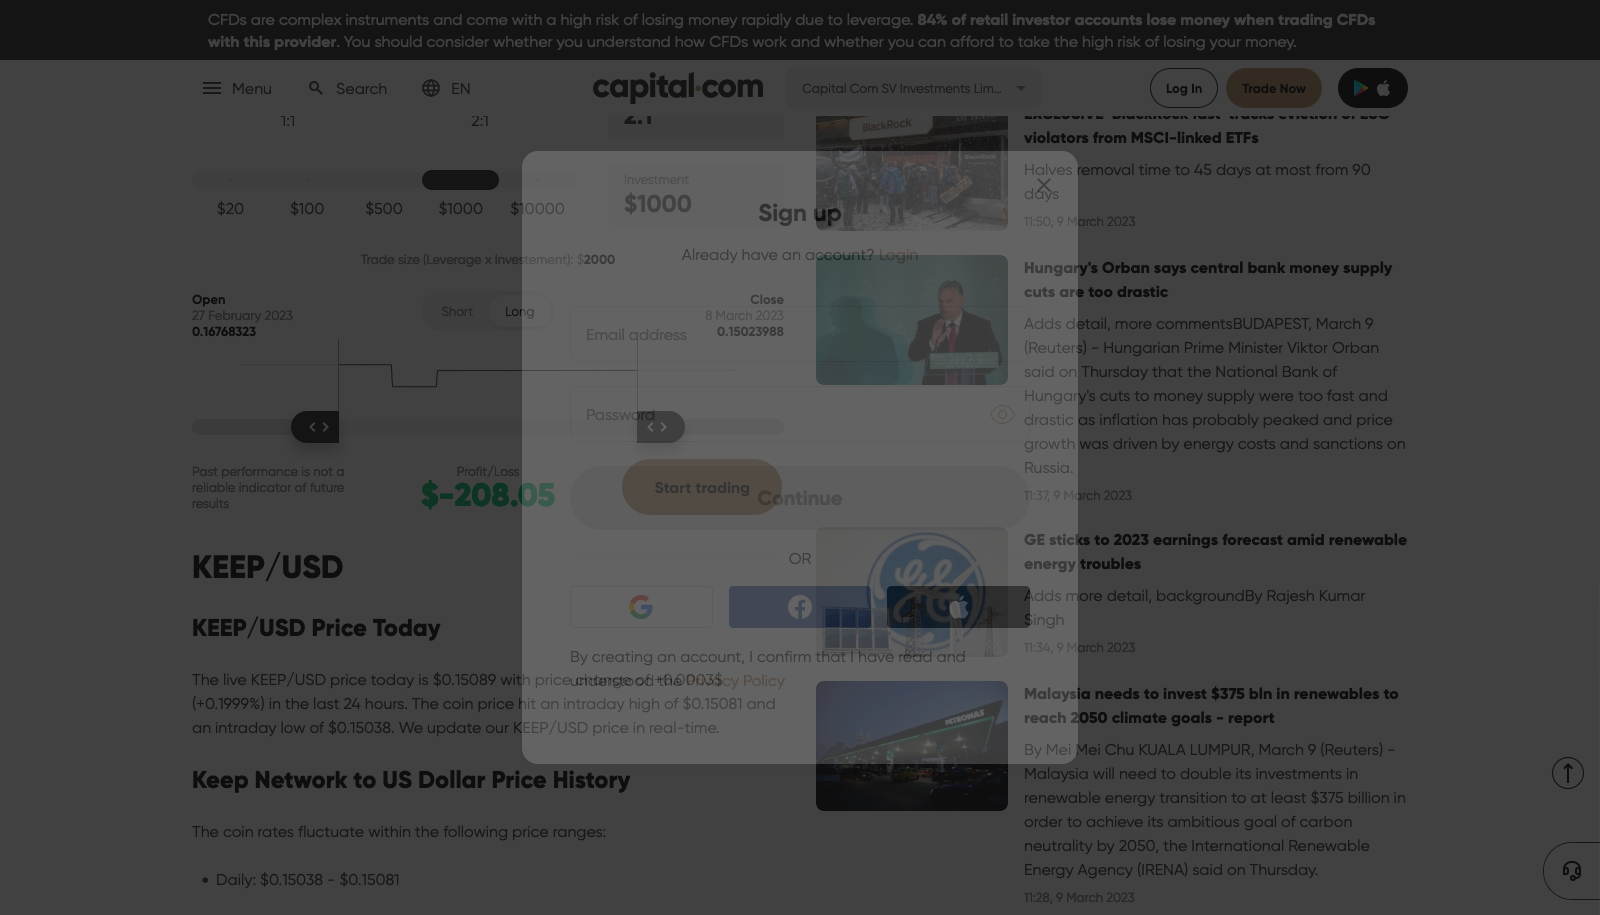 CFDs are complex instruments and come with a high risk of losing money rapidly due to leverage. 84% of retail investor accounts lose money when trading CFDs
with this provider. You should consider whether you understand how CFDs work and whether you can afford to take the high risk of losing your money.
Menu
Search
EN
capital.com
Capital Com SV Investments Lim...
Log In
Trade Now
1:1
2:1
2:1
$20
$100
$500
$1000
$10000
Investment
$1000
Trade size (Leverage x Investement): $2000
Open
27 February 2023
0.16768323
Short
Long
Close
8 March 2023
0.15023988
Past performance is not a
reliable indicator of future
results
Profit/Loss
$-208.05
Start trading
KEEP/USD
KEEP/USD Price Today
The live KEEP/USD price today is $0.15089 with price change of +0.0003$
(+0.1999%) in the last 24 hours. The coin price hit an intraday high of $0.15081 and
an intraday low of $0.15038. We update our KEEP/USD price in real-time.
Keep Network to US Dollar Price History
The coin rates fluctuate within the following price ranges:
• Daily: $0.15038 - $0.15081
Sign up
Already have an account? Login
Email address
Password
Continue
OR
By creating an account, I confirm that I have read and
understood the Privacy Policy
BlackRock
EXCLUSIVE-BlackRock fast-tracks eviction of ESG
violators from MSCI-linked ETFs
Halves removal time to 45 days at most from 90
days
11:50, 9 March 2023
Hungary's Orban says central bank money supply
cuts are too drastic
Adds detail, more commentsBUDAPEST, March 9
(Reuters) - Hungarian Prime Minister Viktor Orban
said on Thursday that the National Bank of
Hungary's cuts to money supply were too fast and
drastic as inflation has probably peaked and price
growth was driven by energy costs and sanctions on
Russia.
11:37, 9 March 2023
GE sticks to 2023 earnings forecast amid renewable
energy troubles
Adds more detail, backgroundBy Rajesh Kumar
Singh
11:34, 9 March 2023
PETRONAS
Malaysia needs to invest $375 bln in renewables to
reach 2050 climate goals - report
By Mei Mei Chu KUALA LUMPUR, March 9 (Reuters) -
Malaysia will need to double its investments in
renewable energy transition to at least $375 billion in
order to achieve its ambitious goal of carbon
neutrality by 2050, the International Renewable
Energy Agency (IRENA) said on Thursday.
11:28, 9 March 2023